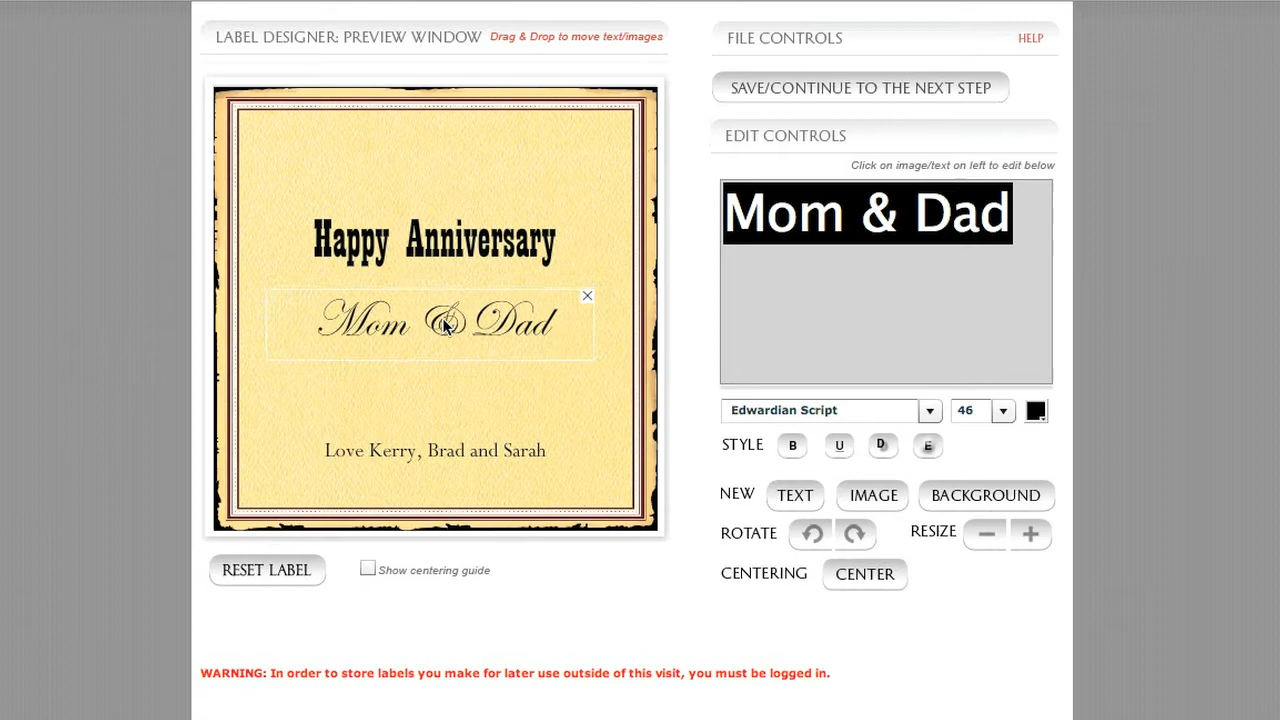 LABEL DESIGNER: PREVIEW WINDOW Drag & Drop to move text/images
Happy Anniversary
Mom & Dad
Love Kerry, Brad and Sarah
RESET LABEL Show centering guide
FILE CONTROLS HELP
SAVE/CONTINUE TO THE NEXT STEP
EDIT CONTROLS
Click on image/text on left to edit below
Mom & Dad
Edwardian Script 46
STYLE B U D E
NEW TEXT IMAGE BACKGROUND
ROTATE RESIZE
CENTERING CENTER
WARNING: In order to store labels you make for later use outside of this visit, you must be logged in.